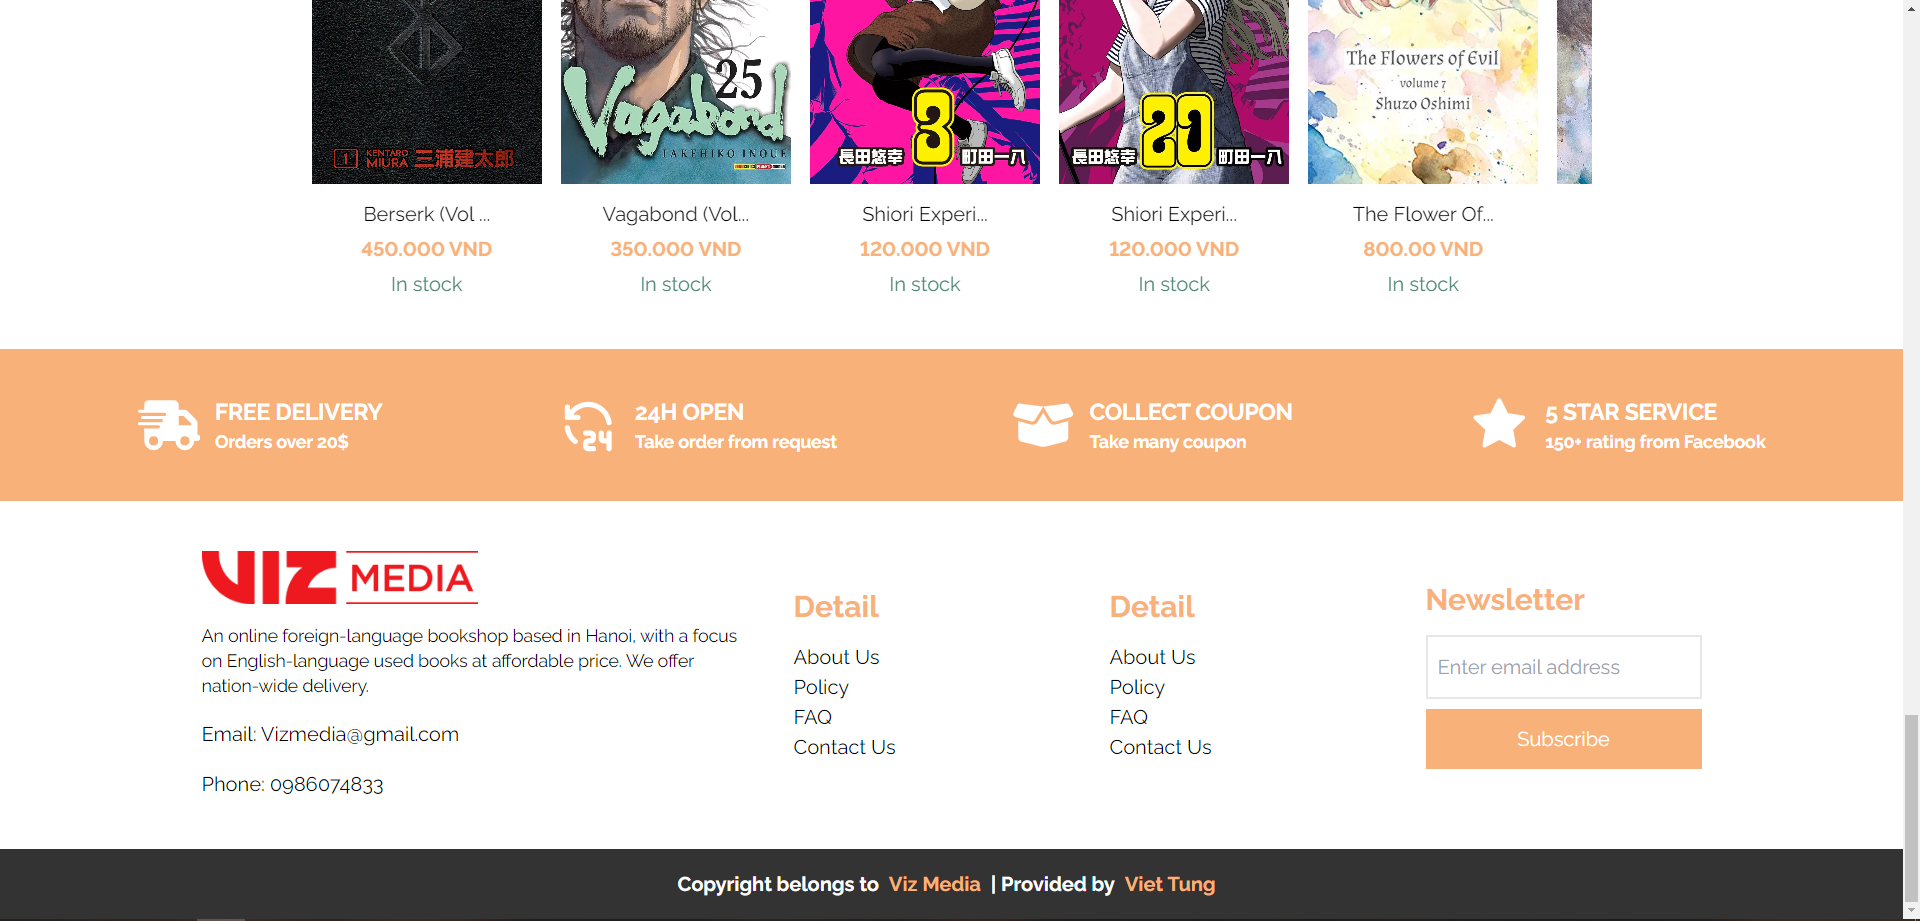 25
Vagabond
TAKEHIKO INOUE
1 KENTARO MIURA 三浦建太郎
3
長田悠幸 町田一八
21
長田悠幸 町田一八
The Flowers of Evil
volume 7
Shuzo Oshimi
Berserk (Vol ...
Vagabond (Vol...
Shiori Experi...
Shiori Experi...
The Flower Of...
450.000 VND
350.000 VND
120.000 VND
120.000 VND
800.00 VND
In stock
In stock
In stock
In stock
In stock
FREE DELIVERY
Orders over 20$
24
24H OPEN
Take order from request
COLLECT COUPON
Take many coupon
5 STAR SERVICE
150+ rating from Facebook
VIZ MEDIA
An online foreign-language bookshop based in Hanoi, with a focus
on English-language used books at affordable price. We offer
nation-wide delivery.
Email: Vizmedia@gmail.com
Phone: 0986074833
Detail
About Us
Policy
FAQ
Contact Us
Detail
About Us
Policy
FAQ
Contact Us
Newsletter
Enter email address
Subscribe
Copyright belongs to Viz Media | Provided by Viet Tung